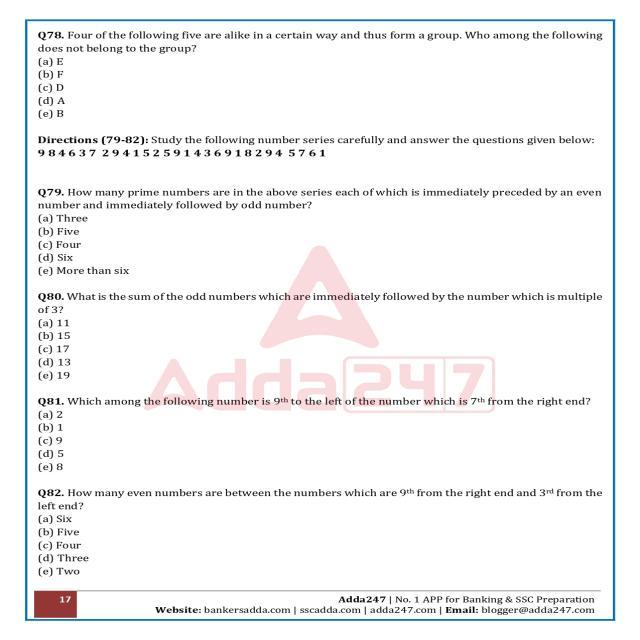 Q78. Four of the following five are alike in a certain way and thus form a group. Who among the following
does not belong to the group?
(a) E
(b) F
(c) D
(d) A
(e) B
Directions (79-82): Study the following number series carefully and answer the questions given below:
9 8 4 6 3 7 2 9 4 1 5 2 5 9 1 4 3 6 9 1 8 2 9 4 5 7 6 1
Q79. How many prime numbers are in the above series each of which is immediately preceded by an even
number and immediately followed by odd number?
(a) Three
(b) Five
(c) Four
(d) Six
(e) More than six
Q80. What is the sum of the odd numbers which are immediately followed by the number which is multiple
of 3?
(a) 11
(b) 15
(c) 17
(d) 13
(e) 19
Adda247
Q81. Which among the following number is 9th to the left of the number which is 7th from the right end?
(a) 2
(b) 1
(c) 9
(d) 5
(e) 8
Q82. How many even numbers are between the numbers which are 9th from the right end and 3rd from the
left end?
(a) Six
(b) Five
(c) Four
(d) Three
(e) Two
17
Adda247 | No. 1 APP for Banking & SSC Preparation
Website: bankersadda.com | sscadda.com | adda247.com | Email: blogger@adda247.com